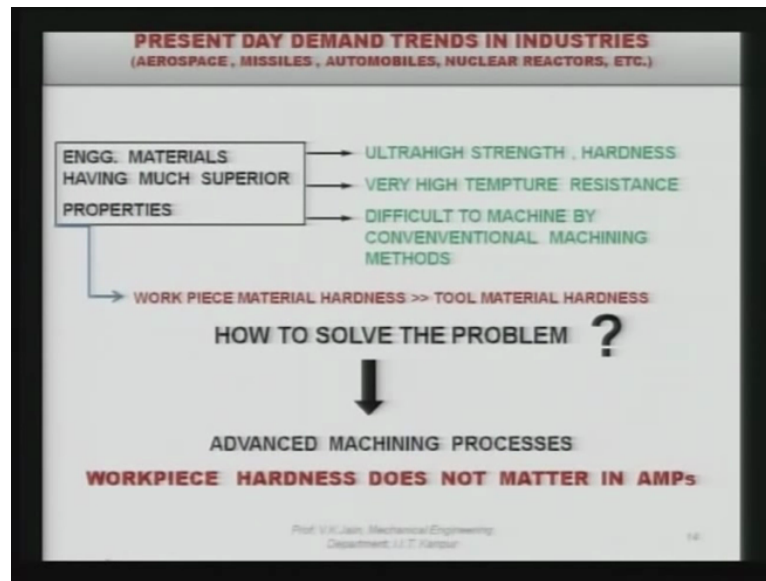 PRESENT DAY DEMAND TRENDS IN INDUSTRIES
(AEROSPACE , MISSILES , AUTOMOBILES, NUCLEAR REACTORS, ETC.)
ENGG. MATERIALS
HAVING MUCH SUPERIOR
PROPERTIES
ULTRAHIGH STRENGTH , HARDNESS
VERY HIGH TEMPTURE RESISTANCE
DIFFICULT TO MACHINE BY
CONVENVENTIONAL MACHINING
METHODS
WORK PIECE MATERIAL HARDNESS >> TOOL MATERIAL HARDNESS
HOW TO SOLVE THE PROBLEM ?
ADVANCED MACHINING PROCESSES
WORKPIECE HARDNESS DOES NOT MATTER IN AMPs
Prof. V.K.Jain, Mechanical Engineering
Department, I.I.T. Kanpur
14